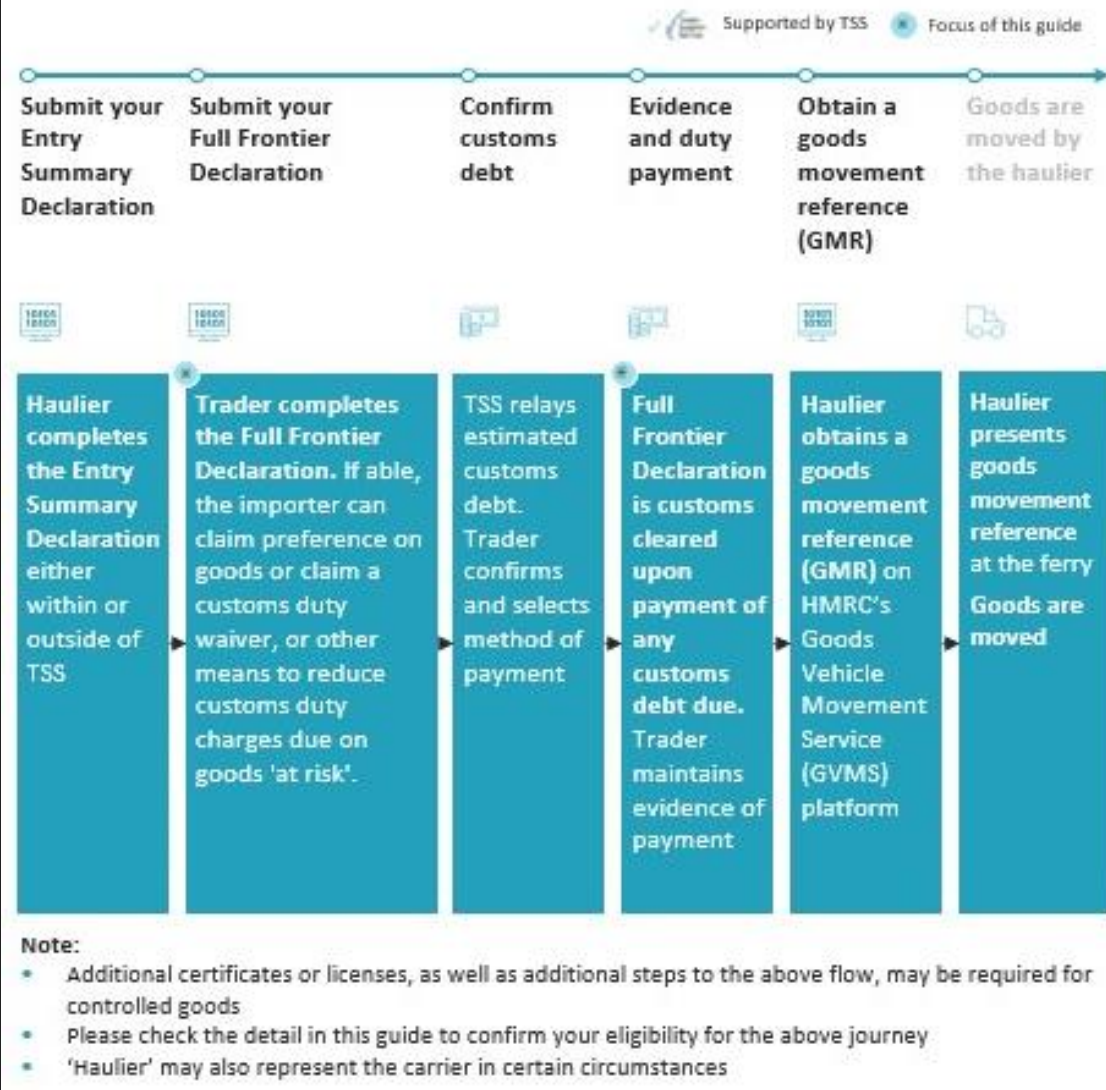 Supported by TSS
Focus of this guide
Submit your
Entry
Summary
Declaration
Submit your
Full Frontier
Declaration
Confirm
customs
debt
Evidence
and duty
payment
Obtain a
goods
movement
reference
(GMR)
Goods are
moved by
the haulier
10101
10101
10101
10101
10101
10101
Haulier
completes
the Entry
Summary
Declaration
either
within or
outside of
TSS
Trader completes
the Full Frontier
Declaration. If able,
the importer can
claim preference on
goods or claim a
customs duty
waiver, or other
means to reduce
customs duty
charges due on
goods 'at risk'.
TSS relays
estimated
customs
debt.
Trader
confirms
and selects
method of
payment
Full
Frontier
Declaration
is customs
cleared
upon
payment of
any
customs
debt due.
Trader
maintains
evidence of
payment
Haulier
obtains a
goods
movement
reference
(GMR) on
HMRC's
Goods
Vehicle
Movement
Service
(GVMS)
platform
Haulier
presents
goods
movement
reference
at the ferry
Goods are
moved
Note:
• Additional certificates or licenses, as well as additional steps to the above flow, may be required for
controlled goods
• Please check the detail in this guide to confirm your eligibility for the above journey
• 'Haulier' may also represent the carrier in certain circumstances